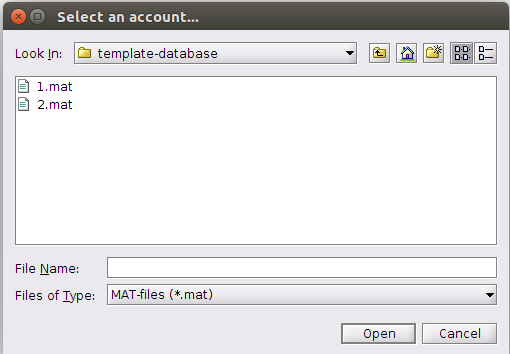 Select an account...
Look In: template-database
1.mat
2.mat
File Name:
Files of Type: MAT-files (*.mat)
Open Cancel